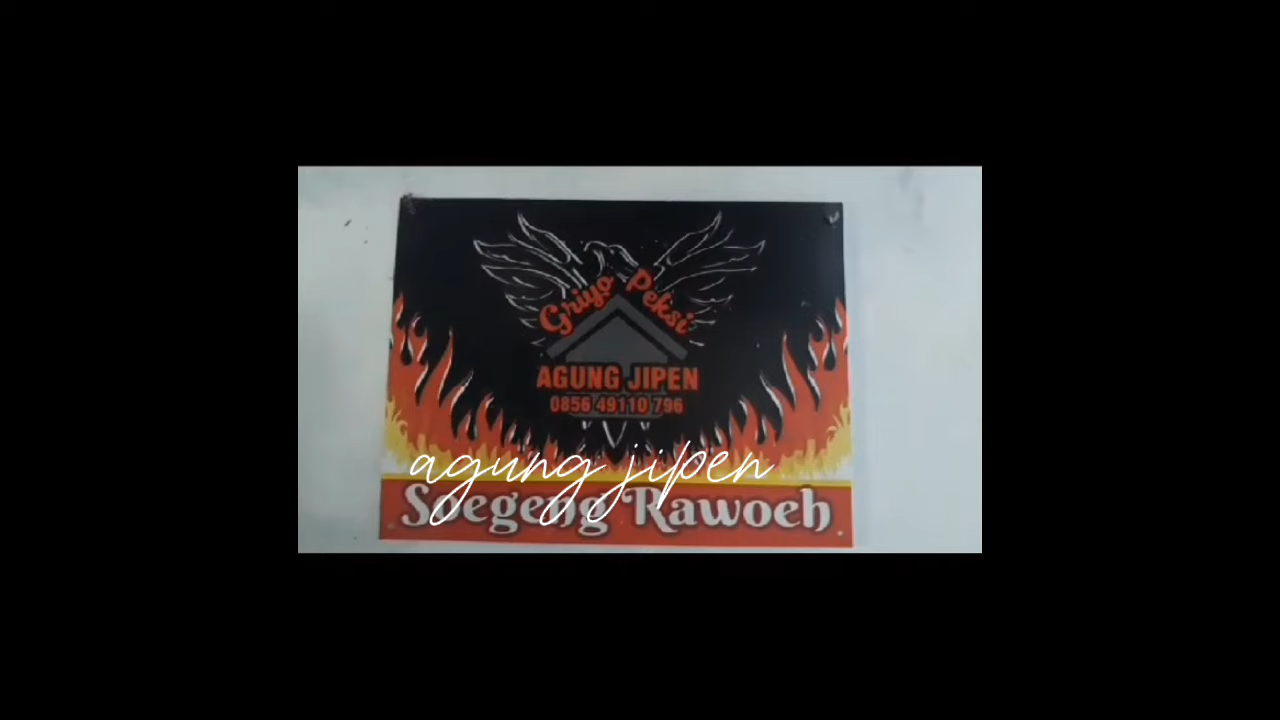 Griyo Peksi
AGUNG JIPEN
0856 49110 796
agung jipen
Soegeng Rawoeh